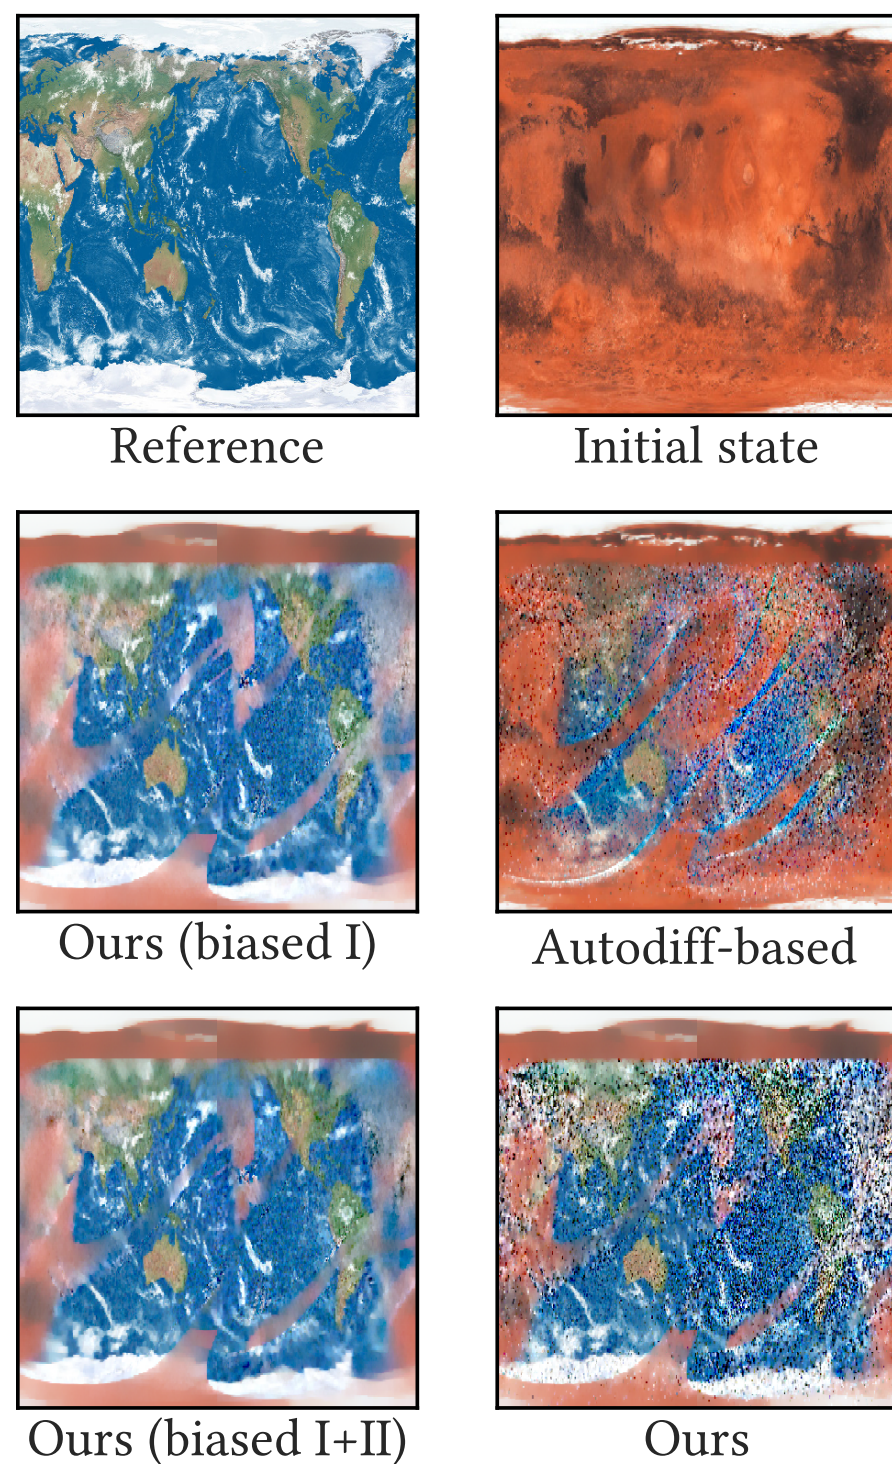 Reference
Initial state
Ours (biased I)
Autodiff-based
Ours (biased I+II)
Ours